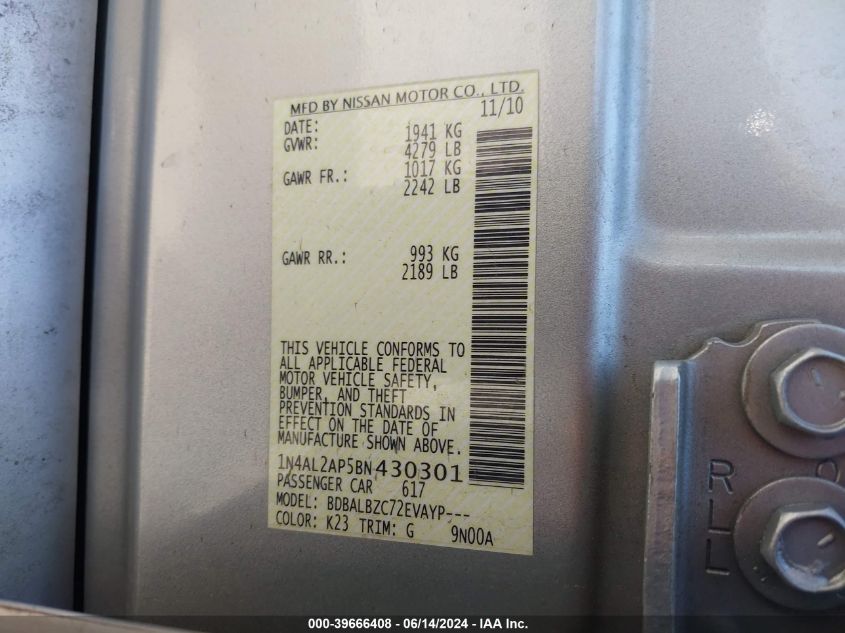 MFD BY NISSAN MOTOR CO., LTD.
DATE: 11/10
GVWR: 1941 KG
4279 LB
GAWR FR.: 1017 KG
2242 LB
GAWR RR.: 993 KG
2189 LB
THIS VEHICLE CONFORMS TO
ALL APPLICABLE FEDERAL
MOTOR VEHICLE SAFETY,
BUMPER, AND THEFT
PREVENTION STANDARDS IN
EFFECT ON THE DATE OF
MANUFACTURE SHOWN ABOVE.
1N4AL2AP5BN430301
PASSENGER CAR 617
MODEL: BDBALBZC72EVAYP---
COLOR: K23 TRIM: G 9N00A
RLL
000-39666408 - 06/14/2024 - IAA Inc.